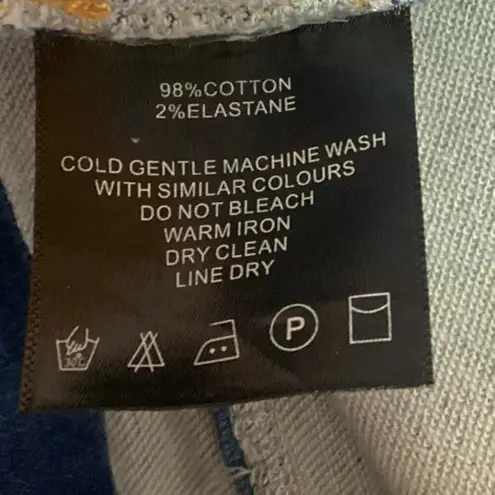 98%COTTON
2%ELASTANE
COLD GENTLE MACHINE WASH
WITH SIMILAR COLOURS
DO NOT BLEACH
WARM IRON
DRY CLEAN
LINE DRY
P